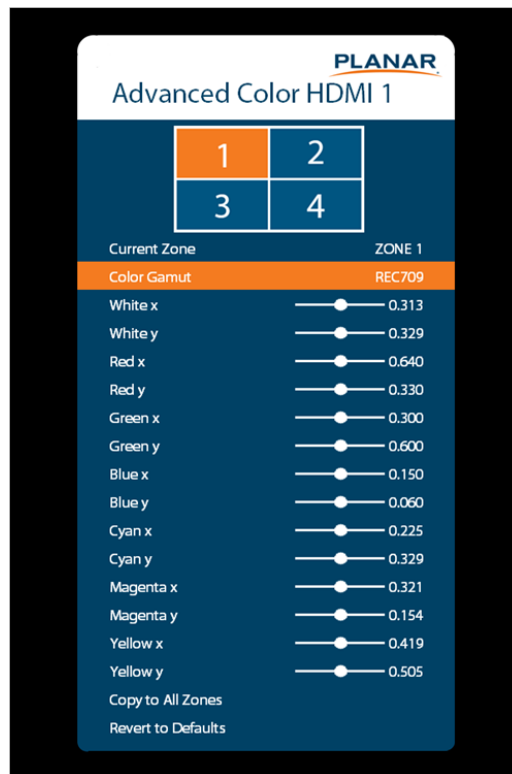 PLANAR
Advanced Color HDMI 1
1 2
3 4
Current Zone ZONE 1
Color Gamut REC709
White x 0.313
White y 0.329
Red x 0.640
Red y 0.330
Green x 0.300
Green y 0.600
Blue x 0.150
Blue y 0.060
Cyan x 0.225
Cyan y 0.329
Magenta x 0.321
Magenta y 0.154
Yellow x 0.419
Yellow y 0.505
Copy to All Zones
Revert to Defaults